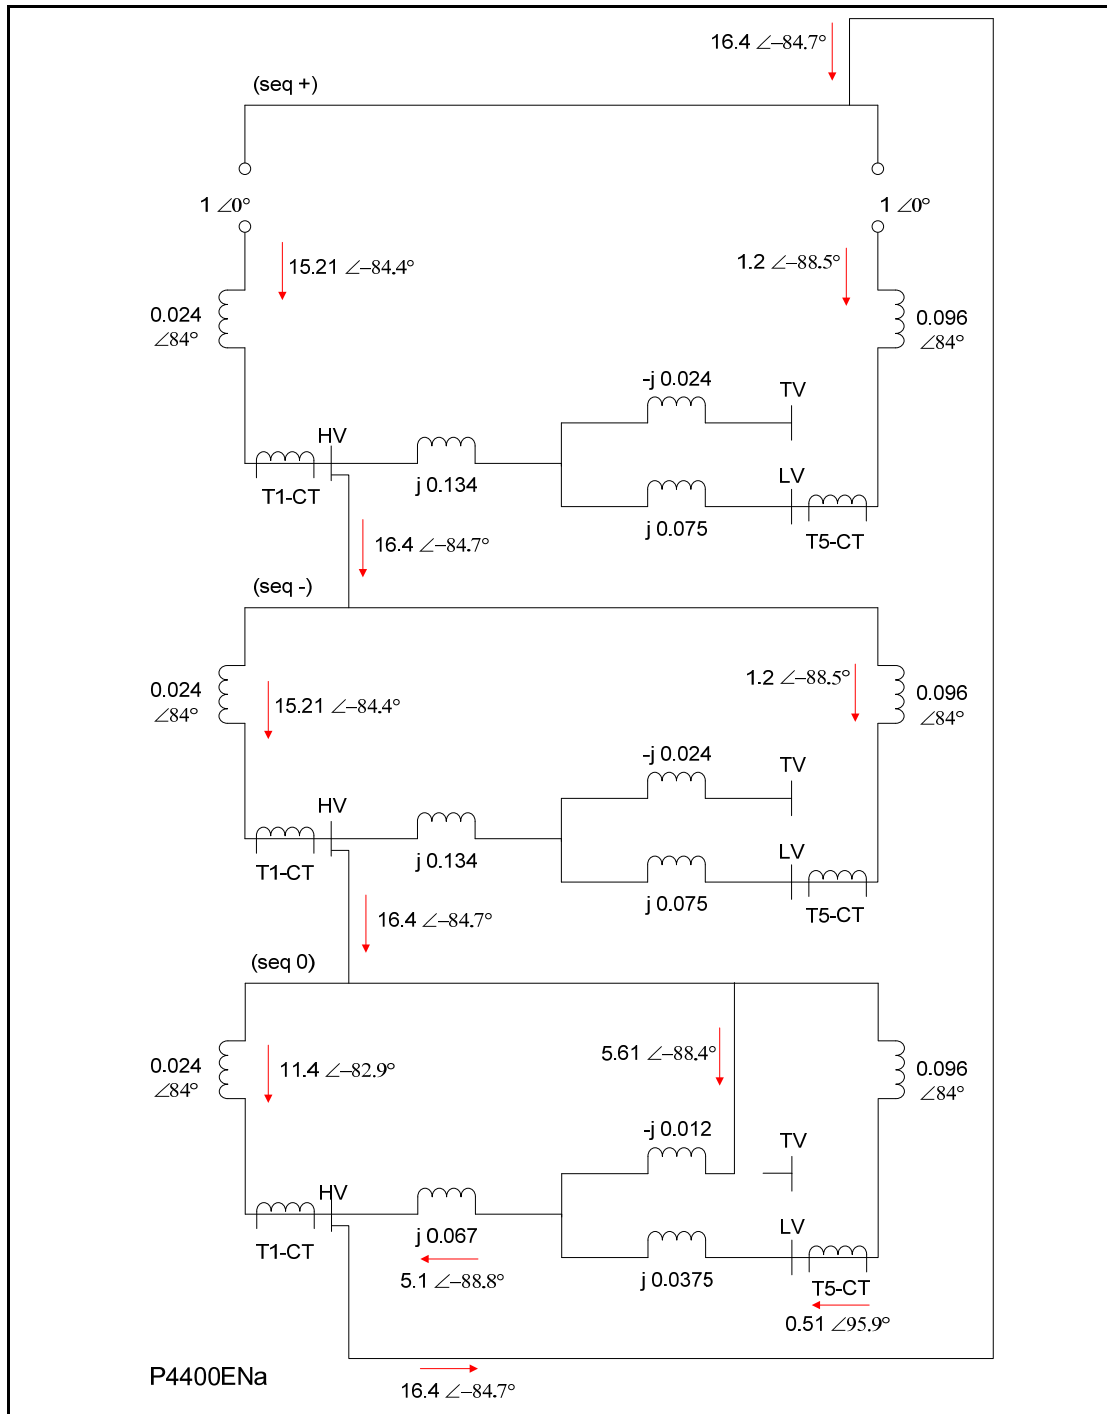 16.4 ∠–84.7°
(seq +)
1 ∠0°
1 ∠0°
15.21 ∠–84.4°
1.2 ∠–88.5°
0.024
∠84°
0.096
∠84°
-j 0.024
TV
HV
LV
T1-CT
j 0.134
j 0.075
T5-CT
16.4 ∠–84.7°
(seq -)
0.024
∠84°
15.21 ∠–84.4°
1.2 ∠–88.5°
0.096
∠84°
-j 0.024
TV
HV
LV
T1-CT
j 0.134
j 0.075
T5-CT
16.4 ∠–84.7°
(seq 0)
0.024
∠84°
11.4 ∠–82.9°
5.61 ∠–88.4°
0.096
∠84°
-j 0.012
TV
HV
LV
T1-CT
j 0.067
5.1 ∠–88.8°
j 0.0375
T5-CT
0.51 ∠95.9°
P4400ENa
16.4 ∠–84.7°